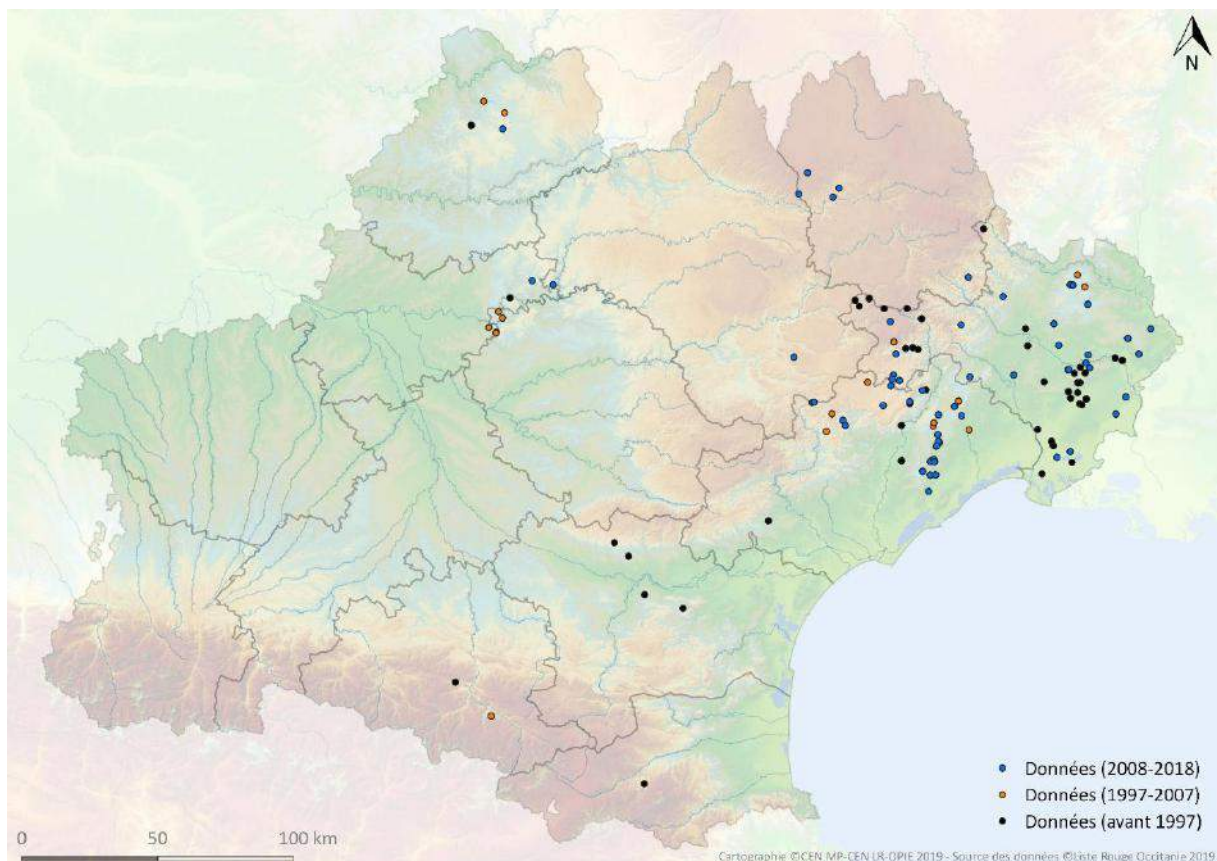 N
Données (2008-2018)
Données (1997-2007)
Données (avant 1997)
0 50 100 km
Cartographie ©CEN MP-CEN LR-OPIE 2019 - Source des données ©Liste Rouge Occitanie 2019